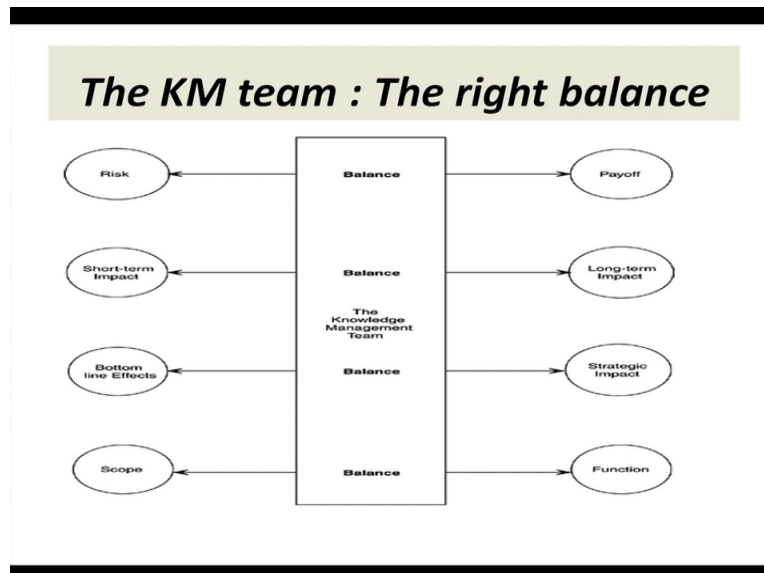 The KM team : The right balance
Risk
Balance
Payoff
Short-term
Impact
Balance
Long-term
Impact
The
Knowledge
Management
Team
Bottom
line Effects
Balance
Strategic
Impact
Scope
Balance
Function